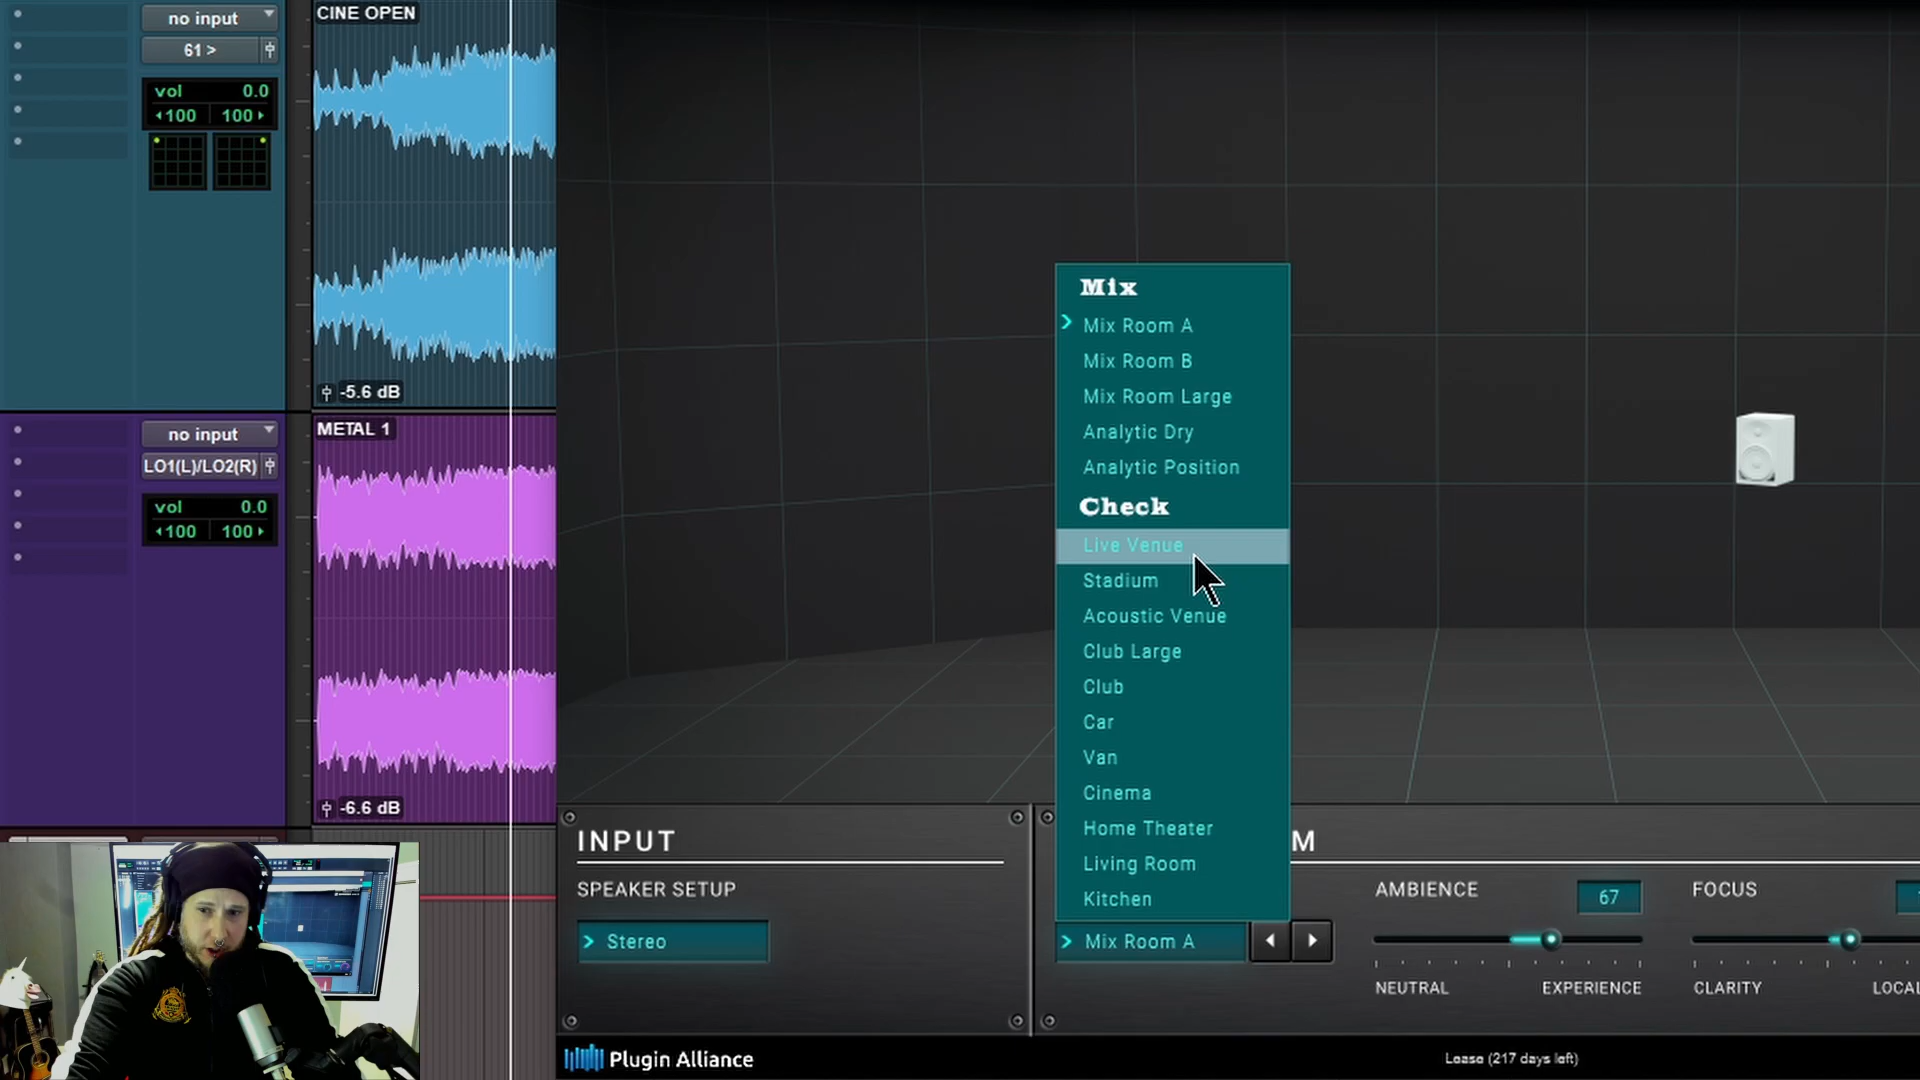 no input
61 >
vol 0.0
100 100
CINE OPEN
-5.6 dB
no input
LO1(L)/LO2(R)
vol 0.0
100 100
METAL 1
-6.6 dB
Mix
Mix Room A
Mix Room B
Mix Room Large
Analytic Dry
Analytic Position
Check
Live Venue
Stadium
Acoustic Venue
Club Large
Club
Car
Van
Cinema
Home Theater
Living Room
Kitchen
INPUT
SPEAKER SETUP
> Stereo
> Mix Room A
M
AMBIENCE 67
NEUTRAL EXPERIENCE
FOCUS
CLARITY LOCAL
Plugin Alliance
Lease (217 days left)